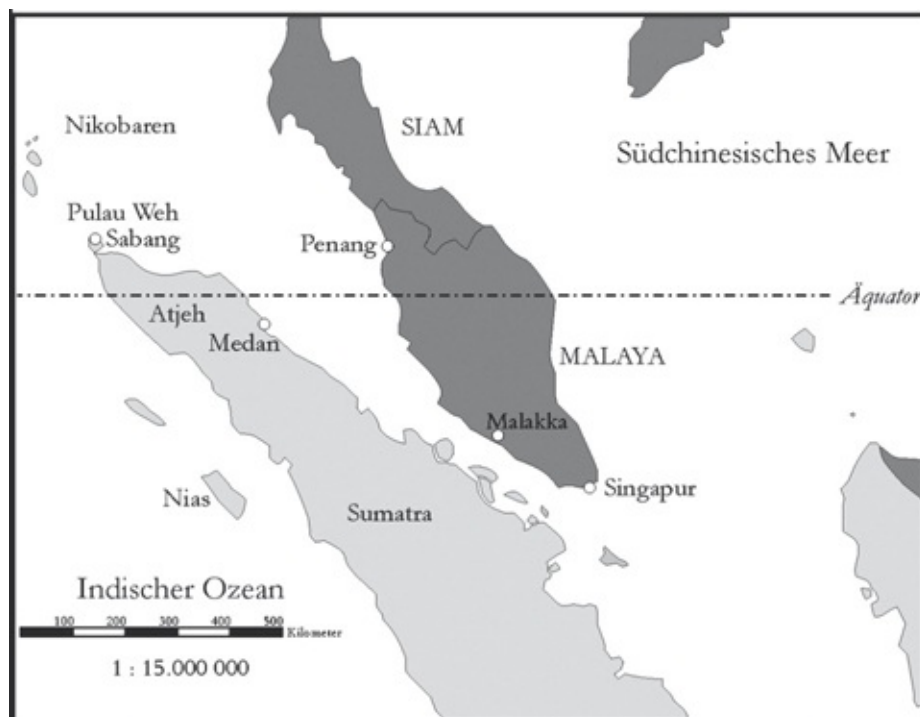 Nikobaren
SIAM
Südchinesisches Meer
Pulau Weh
Sabang
Penang
Äquator
Atjeh
Medan
MALAYA
Malakka
Nias
Singapur
Sumatra
Indischer Ozean
100 200 300 400 500
Kilometer
1 : 15.000 000